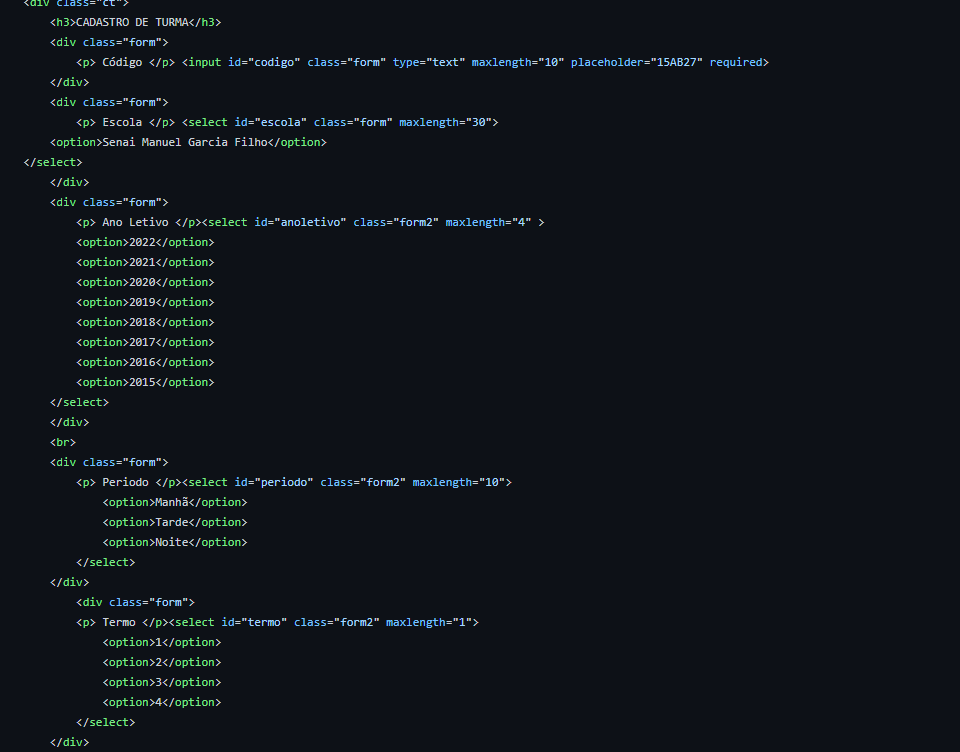 <div class="ct">
<h3>CADASTRO DE TURMA</h3>
<div class="form">
<p> Código </p> <input id="codigo" class="form" type="text" maxlength="10" placeholder="15AB27" required>
</div>
<div class="form">
<p> Escola </p> <select id="escola" class="form" maxlength="30">
<option>Senai Manuel Garcia Filho</option>
</select>
</div>
<div class="form">
<p> Ano Letivo </p><select id="anoletivo" class="form2" maxlength="4" >
<option>2022</option>
<option>2021</option>
<option>2020</option>
<option>2019</option>
<option>2018</option>
<option>2017</option>
<option>2016</option>
<option>2015</option>
</select>
</div>
<br>
<div class="form">
<p> Periodo </p><select id="periodo" class="form2" maxlength="10">
<option>Manhã</option>
<option>Tarde</option>
<option>Noite</option>
</select>
</div>
<div class="form">
<p> Termo </p><select id="termo" class="form2" maxlength="1">
<option>1</option>
<option>2</option>
<option>3</option>
<option>4</option>
</select>
</div>